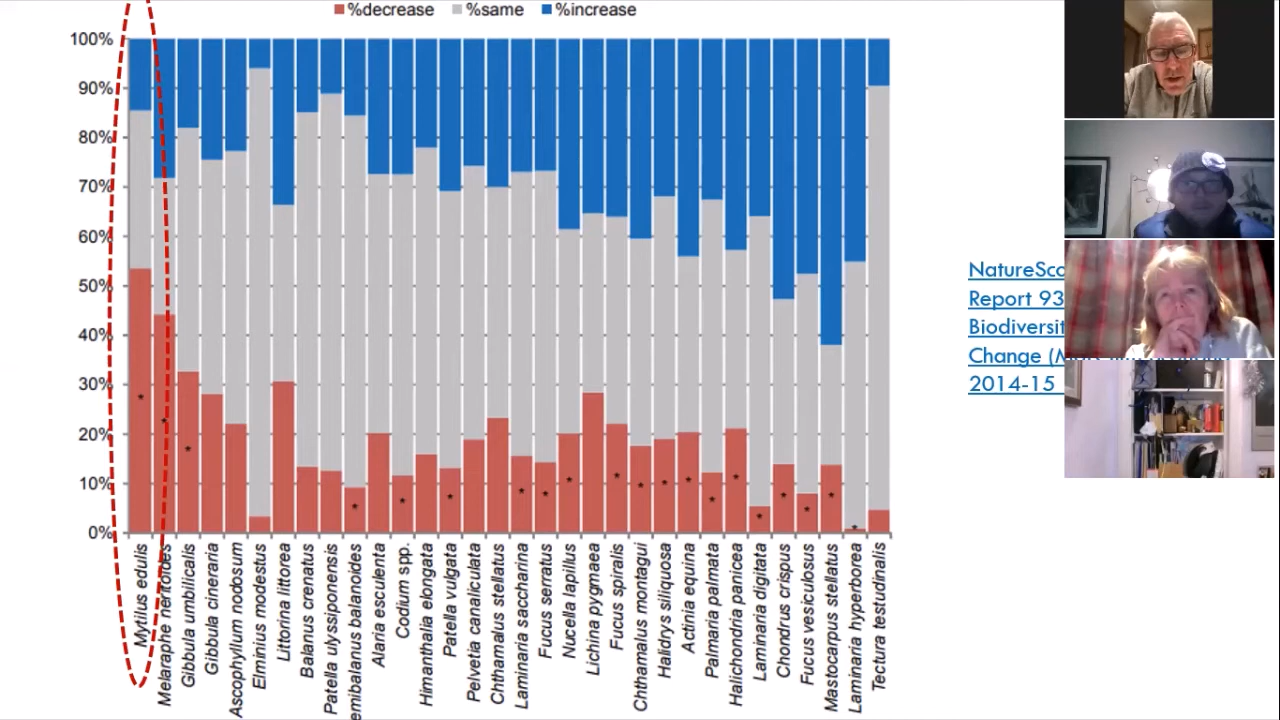 %decrease %same %increase
100%
90%
80%
70%
60%
50%
40%
30%
20%
10%
0%
Mytilus edulis
Melaraphe neritoides
Gibbula umbilicalis
Gibbula cineraria
Ascophyllum nodosum
Elminius modestus
Littorina littorea
Balanus crenatus
Patella ulyssiponensis
emibalanus balanoides
Alaria esculenta
Codium spp.
Himanthalia elongata
Patella vulgata
Pelvetia canaliculata
Chthamalus stellatus
Laminaria saccharina
Fucus serratus
Nucella lapillus
Lichina pygmaea
Fucus spiralis
Chthamalus montagui
Halidrys siliquosa
Actinia equina
Palmaria palmata
Halichondria panicea
Laminaria digitata
Chondrus crispus
Fucus vesiculosus
Mastocarpus stellatus
Laminaria hyperborea
Tectura testudinalis
NatureSco
Report 93
Biodiversit
Change (M
2014-15